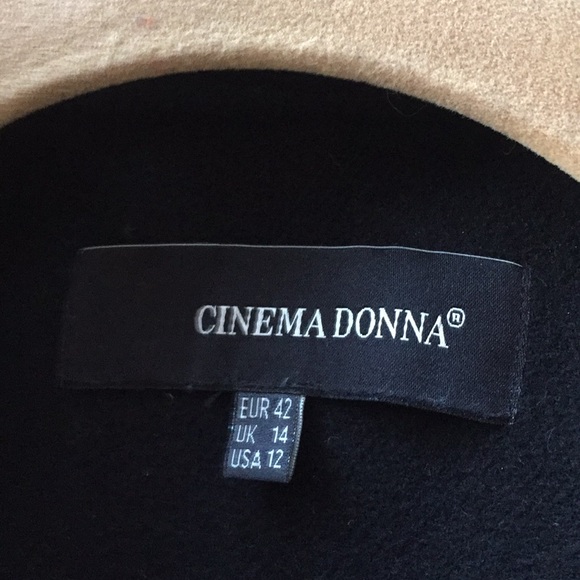 CINEMA DONNA®
EUR 42
UK 14
USA 12